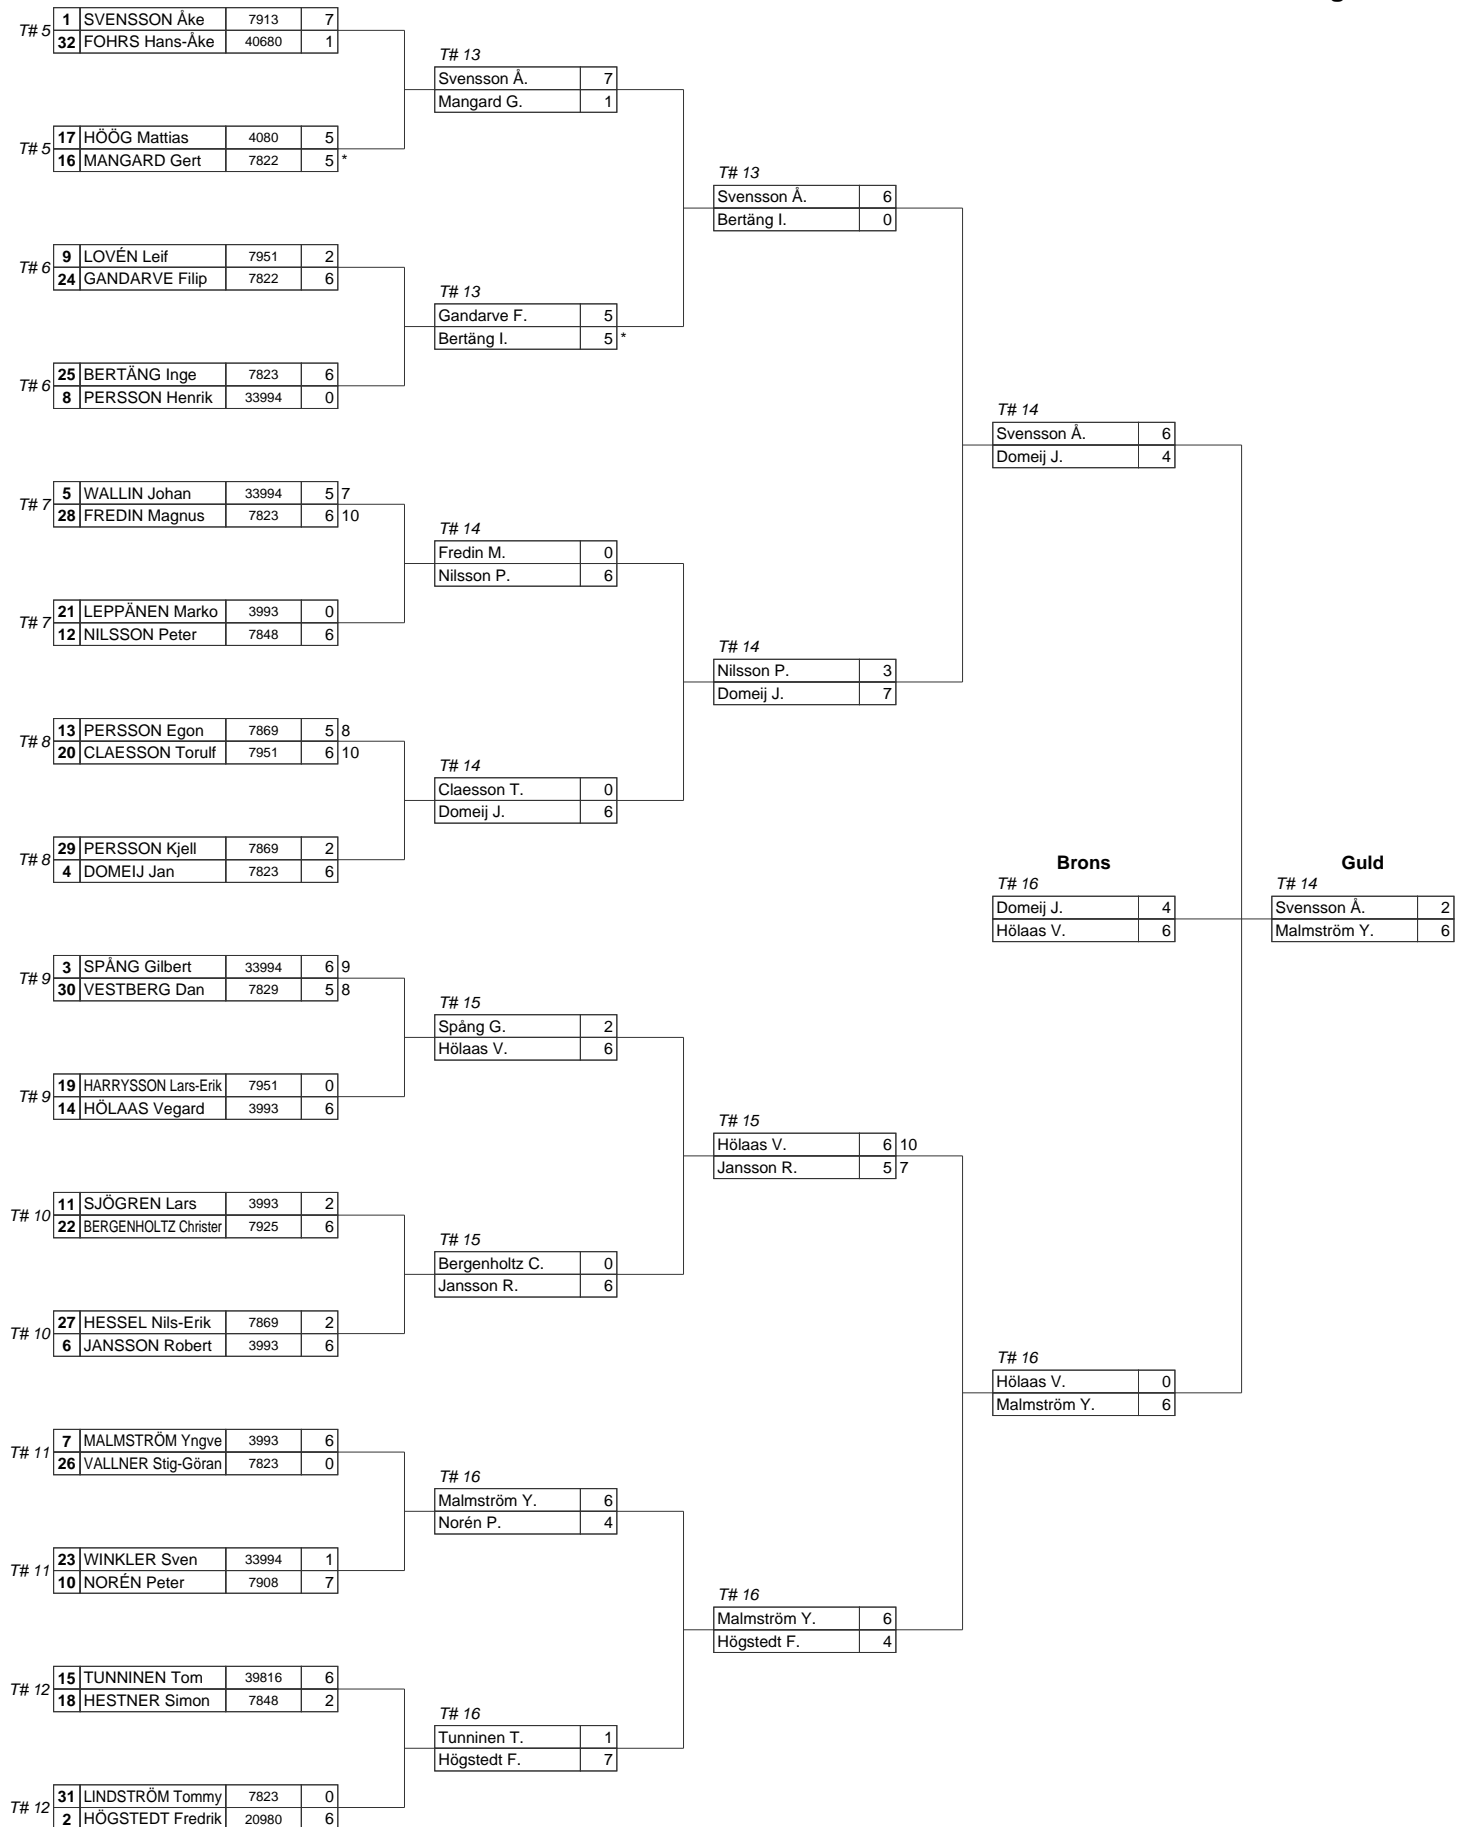 g
T# 5
1 SVENSSON Åke 7913 7
32 FOHRS Hans-Åke 40680 1
T# 5
17 HÖÖG Mattias 4080 5
16 MANGARD Gert 7822 5 *
T# 6
9 LOVÉN Leif 7951 2
24 GANDARVE Filip 7822 6
T# 6
25 BERTÄNG Inge 7823 6
8 PERSSON Henrik 33994 0
T# 7
5 WALLIN Johan 33994 5 7
28 FREDIN Magnus 7823 6 10
T# 7
21 LEPPÄNEN Marko 3993 0
12 NILSSON Peter 7848 6
T# 8
13 PERSSON Egon 7869 5 8
20 CLAESSON Torulf 7951 6 10
T# 8
29 PERSSON Kjell 7869 2
4 DOMEIJ Jan 7823 6
T# 9
3 SPÅNG Gilbert 33994 6 9
30 VESTBERG Dan 7829 5 8
T# 9
19 HARRYSSON Lars-Erik 7951 0
14 HÖLAAS Vegard 3993 6
T# 10
11 SJÖGREN Lars 3993 2
22 BERGENHOLTZ Christer 7925 6
T# 10
27 HESSEL Nils-Erik 7869 2
6 JANSSON Robert 3993 6
T# 11
7 MALMSTRÖM Yngve 3993 6
26 VALLNER Stig-Göran 7823 0
T# 11
23 WINKLER Sven 33994 1
10 NORÉN Peter 7908 7
T# 12
15 TUNNINEN Tom 39816 6
18 HESTNER Simon 7848 2
T# 12
31 LINDSTRÖM Tommy 7823 0
2 HÖGSTEDT Fredrik 20980 6
T# 13
Svensson Å. 7
Mangard G. 1
T# 13
Gandarve F. 5
Bertäng I. 5 *
T# 14
Fredin M. 0
Nilsson P. 6
T# 14
Claesson T. 0
Domeij J. 6
T# 15
Spång G. 2
Hölaas V. 6
T# 15
Bergenholtz C. 0
Jansson R. 6
T# 16
Malmström Y. 6
Norén P. 4
T# 16
Tunninen T. 1
Högstedt F. 7
T# 13
Svensson Å. 6
Bertäng I. 0
T# 14
Nilsson P. 3
Domeij J. 7
T# 15
Hölaas V. 6 10
Jansson R. 5 7
T# 16
Malmström Y. 6
Högstedt F. 4
T# 14
Svensson Å. 6
Domeij J. 4
T# 16
Hölaas V. 0
Malmström Y. 6
Brons
T# 16
Domeij J. 4
Hölaas V. 6
Guld
T# 14
Svensson Å. 2
Malmström Y. 6